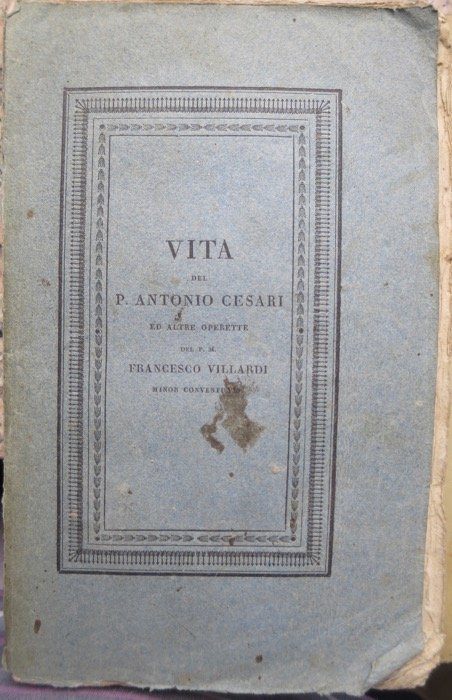 VITA
DEL
P. ANTONIO CESARI
ED ALTRE OPERETTE
DEL P. M.
FRANCESCO VILLARDI
MINOR CONVENTUALE